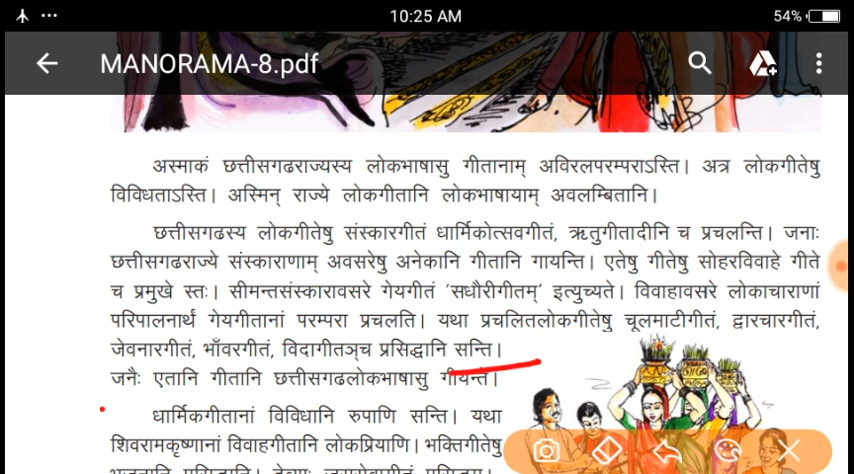 10:25 AM
54%
MANORAMA-8.pdf
अस्माकं छत्तीसगढराज्यस्य लोकभाषासु गीतानाम् अविरलपरम्पराऽस्ति। अत्र लोकगीतेषु
विविधताऽस्ति। अस्मिन् राज्ये लोकगीतानि लोकभाषायाम् अवलम्बितानि।
छत्तीसगढस्य लोकगीतेषु संस्कारगीतं धार्मिकोत्सवगीतं, ऋतुगीतादीनि च प्रचलन्ति। जनाः
छत्तीसगढराज्ये संस्काराणाम् अवसरेषु अनेकानि गीतानि गायन्ति। एतेषु गीतेषु सोहरविवाहे गीते
च प्रमुखे स्तः। सीमन्तसंस्कारावसरे गेयगीतं 'सधौरीगीतम्' इत्युच्यते। विवाहावसरे लोकाचाराणां
परिपालनार्थं गेयगीतानां परम्परा प्रचलति। यथा प्रचलितलोकगीतेषु चूलमाटीगीतं, द्वारचारगीतं,
जेवनारगीतं, भाँवरगीतं, विदागीतञ्च प्रसिद्धानि सन्ति।
जनैः एतानि गीतानि छत्तीसगढलोकभाषासु गीयन्ते।
धार्मिकगीतानां विविधानि रुपाणि सन्ति। यथा
शिवरामकृष्णानां विवाहगीतानि लोकप्रियाणि। भक्तिगीतेषु